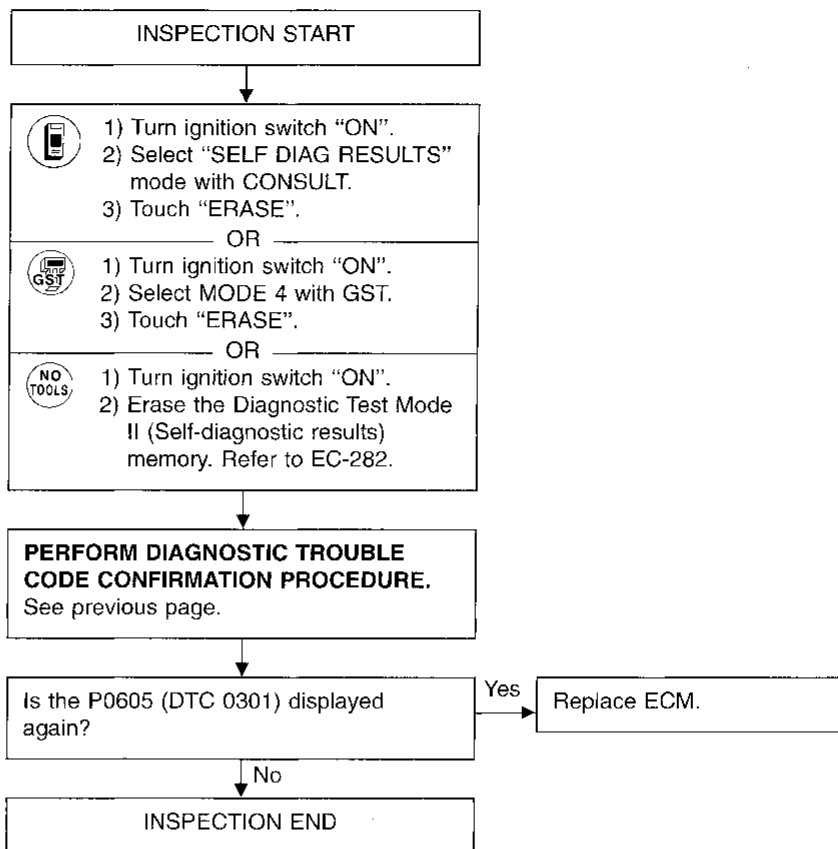 INSPECTION START
1) Turn ignition switch “ON”.
2) Select “SELF DIAG RESULTS”
mode with CONSULT.
3) Touch “ERASE”.
OR
GST
1) Turn ignition switch “ON”.
2) Select MODE 4 with GST.
3) Touch “ERASE”.
OR
NO
TOOLS
1) Turn ignition switch “ON”.
2) Erase the Diagnostic Test Mode
II (Self-diagnostic results)
memory. Refer to EC-282.
PERFORM DIAGNOSTIC TROUBLE
CODE CONFIRMATION PROCEDURE.
See previous page.
Is the P0605 (DTC 0301) displayed
again?
Yes
Replace ECM.
No
INSPECTION END